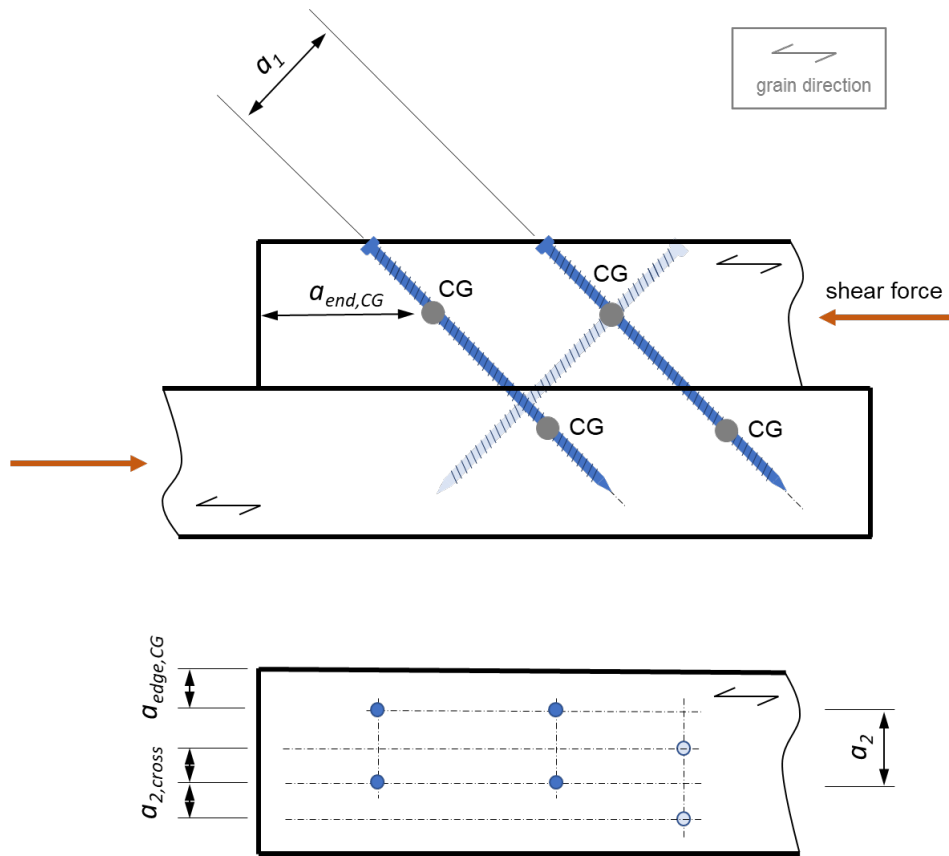 a1
grain direction
CG
CG
aend,CG
shear force
CG
CG
aedge,CG
a2,cross
a2